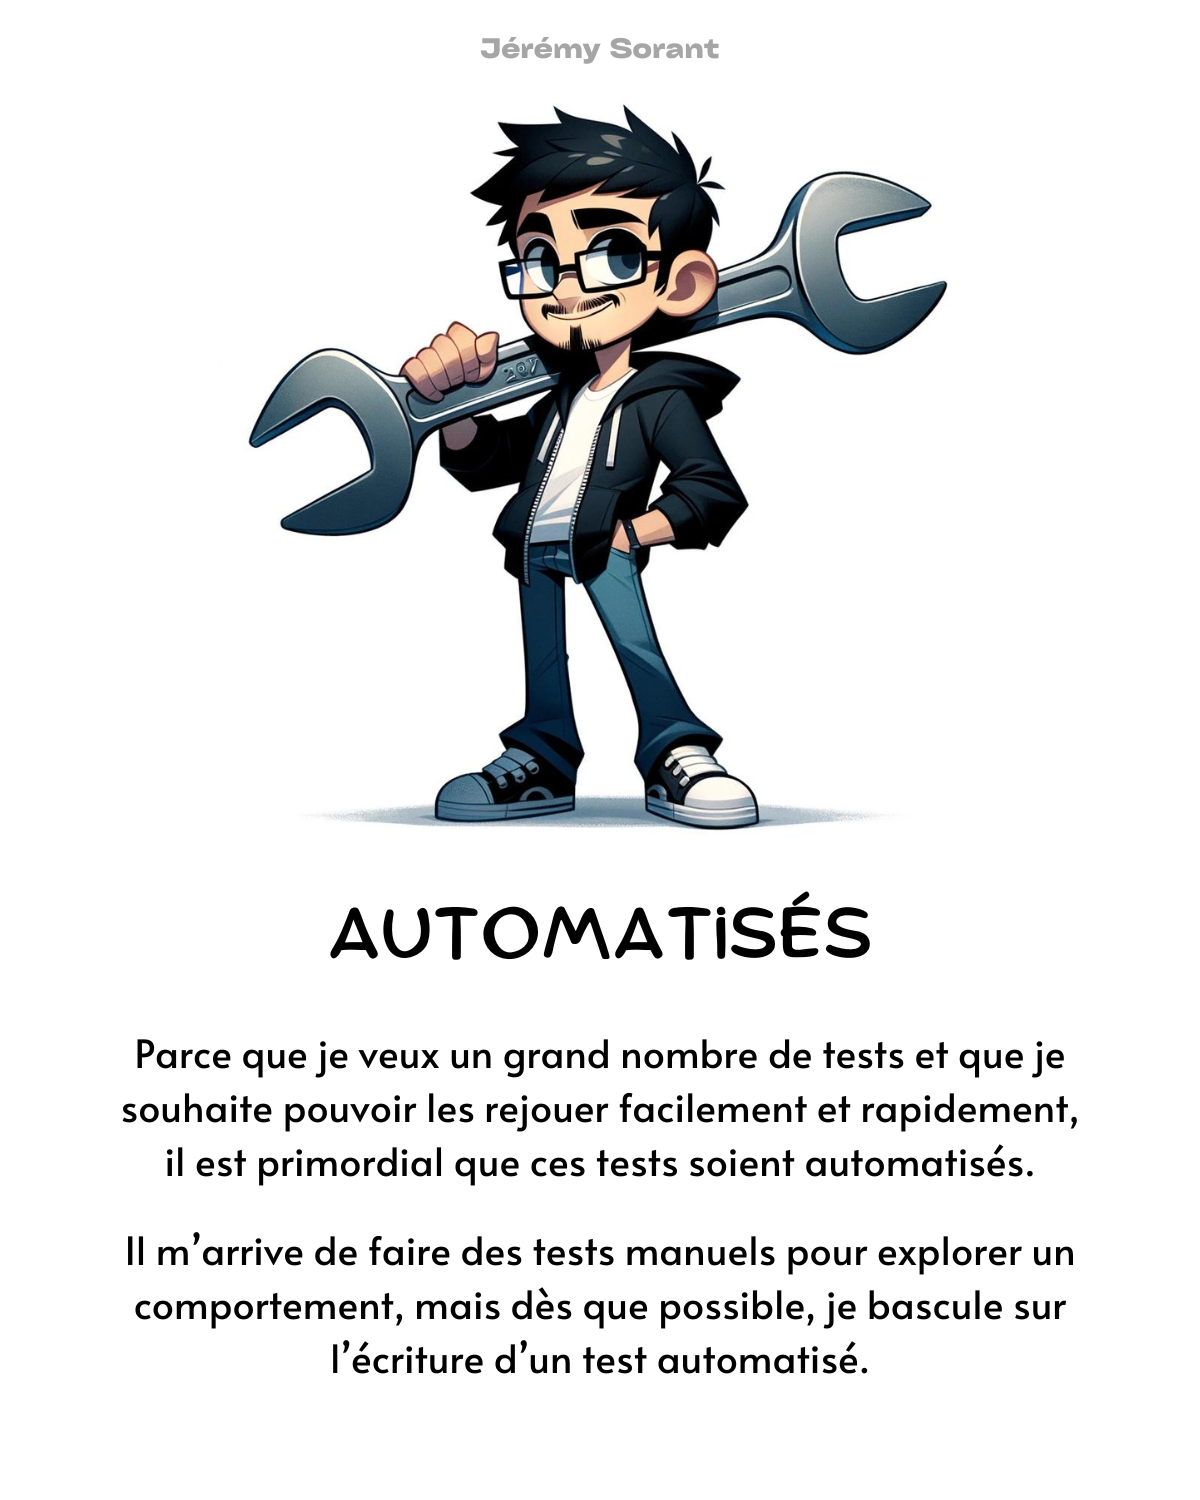 Jérémy Sorant
AUTOMATiSÉS
Parce que je veux un grand nombre de tests et que je
souhaite pouvoir les rejouer facilement et rapidement,
il est primordial que ces tests soient automatisés.
Il m’arrive de faire des tests manuels pour explorer un
comportement, mais dès que possible, je bascule sur
l’écriture d’un test automatisé.